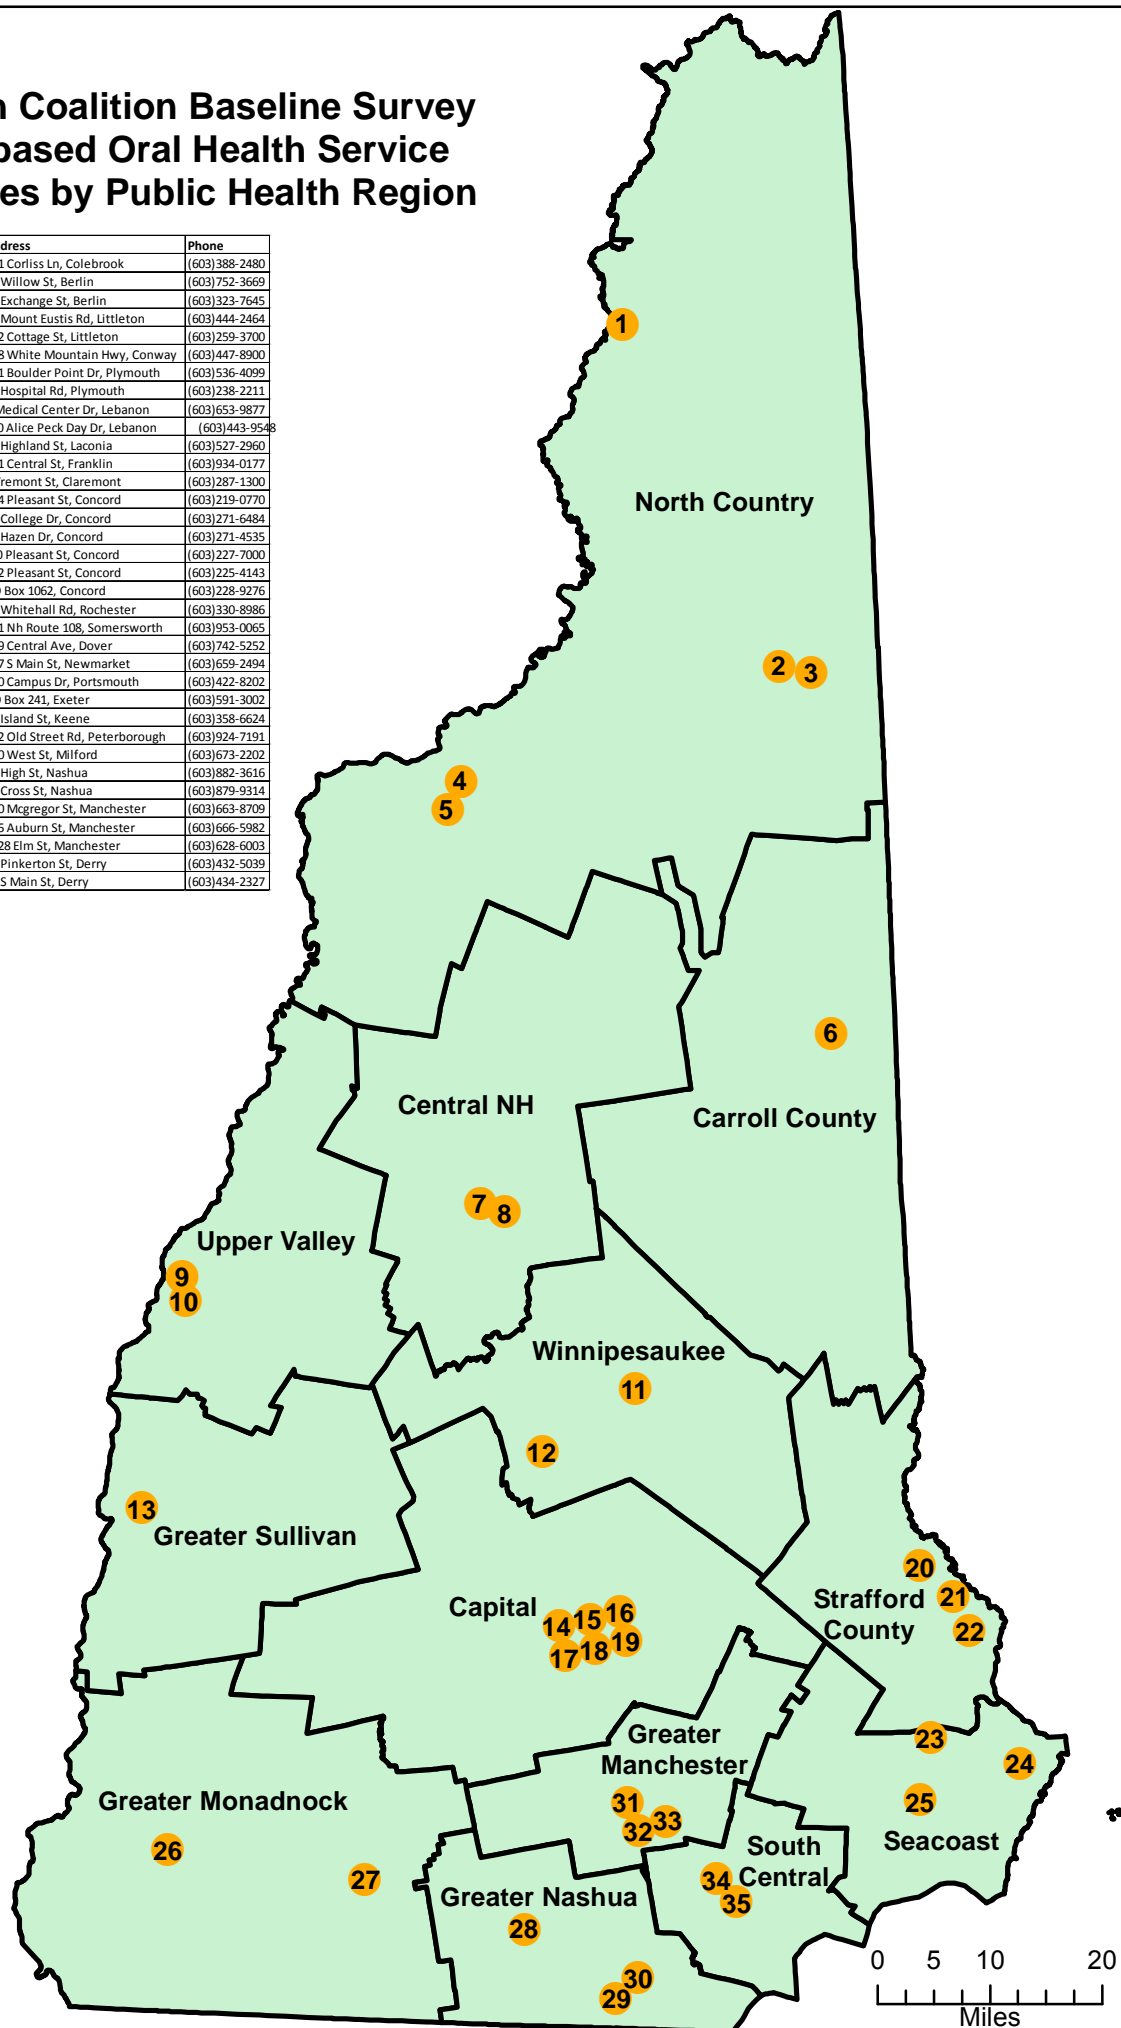 n Coalition Baseline Survey
based Oral Health Service
es by Public Health Region
dress Phone
1 Corliss Ln, Colebrook (603)388-2480
Willow St, Berlin (603)752-3669
Exchange St, Berlin (603)323-7645
Mount Eustis Rd, Littleton (603)444-2464
2 Cottage St, Littleton (603)259-3700
8 White Mountain Hwy, Conway (603)447-8900
1 Boulder Point Dr, Plymouth (603)536-4099
Hospital Rd, Plymouth (603)238-2211
Medical Center Dr, Lebanon (603)653-9877
0 Alice Peck Day Dr, Lebanon (603)443-9548
Highland St, Laconia (603)527-2960
1 Central St, Franklin (603)934-0177
Tremont St, Claremont (603)287-1300
4 Pleasant St, Concord (603)219-0770
College Dr, Concord (603)271-6484
Hazen Dr, Concord (603)271-4535
0 Pleasant St, Concord (603)227-7000
2 Pleasant St, Concord (603)225-4143
Box 1062, Concord (603)228-9276
Whitehall Rd, Rochester (603)330-8986
1 Nh Route 108, Somersworth (603)953-0065
9 Central Ave, Dover (603)742-5252
7 S Main St, Newmarket (603)659-2494
0 Campus Dr, Portsmouth (603)422-8202
Box 241, Exeter (603)591-3002
Island St, Keene (603)358-6624
2 Old Street Rd, Peterborough (603)924-7191
0 West St, Milford (603)673-2202
High St, Nashua (603)882-3616
Cross St, Nashua (603)879-9314
0 Mcgregor St, Manchester (603)663-8709
5 Auburn St, Manchester (603)666-5982
28 Elm St, Manchester (603)628-6003
Pinkerton St, Derry (603)432-5039
S Main St, Derry (603)434-2327
1
North Country
2 3
4
5
6
Central NH
Carroll County
7 8
Upper Valley
9
10
Winnipesaukee
11
12
13
Greater Sullivan
20
Capital
Strafford
County
21
22
14 15 16
17 18 19
23
24
25
Seacoast
Greater
Manchester
31
32 33
Greater Monadnock
26
27
South
Central
34
35
Greater Nashua
28
30
29
0 5 10 20
Miles